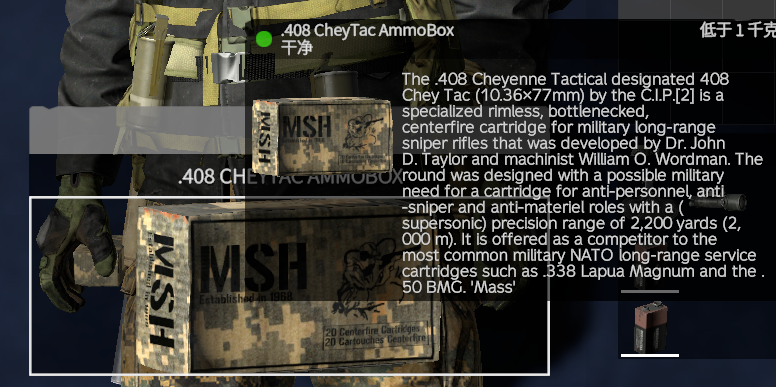 .408 CheyTac AmmoBox
低于 1 千克
干净
The .408 Cheyenne Tactical designated 408
Chey Tac (10.36×77mm) by the C.I.P.[2] is a
specialized rimless, bottlenecked,
centerfire cartridge for military long-range
sniper rifles that was developed by Dr. John
D. Taylor and machinist William O. Wordman. The
round was designed with a possible military
need for a cartridge for anti-personnel, anti
-sniper and anti-materiel roles with a (
supersonic) precision range of 2,200 yards (2,
000 m). It is offered as a competitor to the
most common military NATO long-range service
cartridges such as .338 Lapua Magnum and the .
50 BMG. 'Mass'
MSH
MSH
.408 CHEYTAC AMMOBOX
MSH
MSH
Established in 1968
20 Centerfire Cartridges
20 Cartouches Centerfire